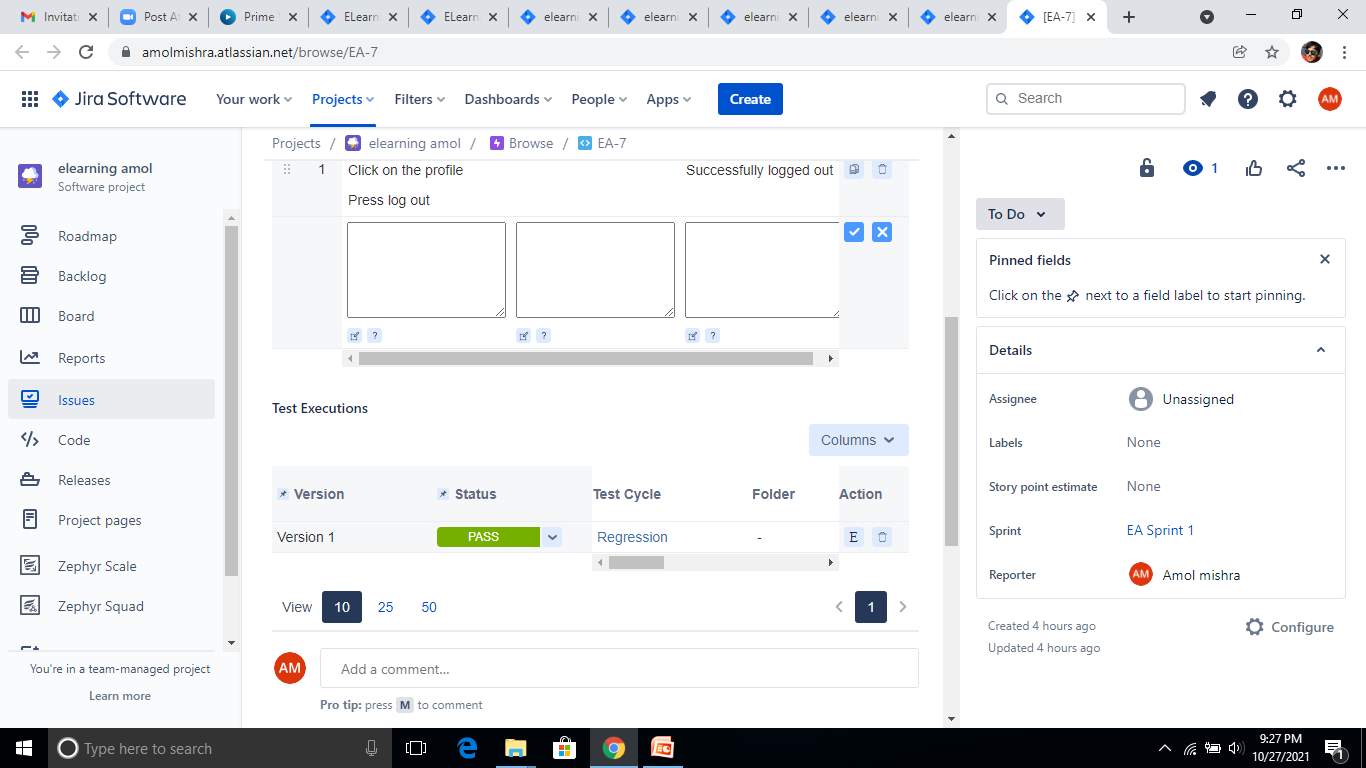 Invitati
Post At
Prime V
ELearn
ELearn
elearni
elearni
elearni
elearni
elearni
[EA-7]
amolmishra.atlassian.net/browse/EA-7
Jira Software
Your work
Projects
Filters
Dashboards
People
Apps
Create
Search
AM
elearning amol
Software project
Roadmap
Backlog
Board
Reports
Issues
Code
Releases
Project pages
Zephyr Scale
Zephyr Squad
You're in a team-managed project
Learn more
Projects / elearning amol / Browse / EA-7
1 Click on the profile Successfully logged out
Press log out
? ? ?
Test Executions
Columns
Version Status Test Cycle Folder Action
Version 1 PASS Regression - E
View 10 25 50 1
AM Add a comment...
Pro tip: press M to comment
1
To Do
Pinned fields
Click on the next to a field label to start pinning.
Details
Assignee Unassigned
Labels None
Story point estimate None
Sprint EA Sprint 1
Reporter AM Amol mishra
Created 4 hours ago
Configure
Updated 4 hours ago
Type here to search
9:27 PM
10/27/2021
1